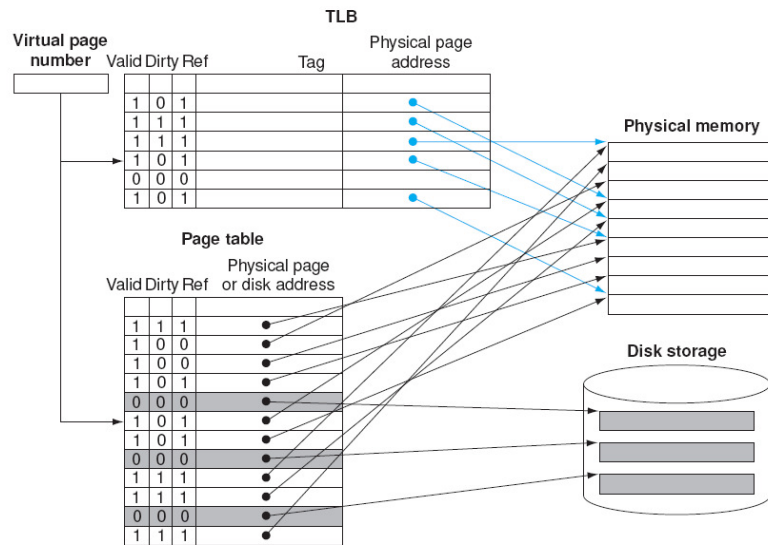 TLB
Virtual page
number
Valid Dirty Ref
Tag
Physical page
address
1 0 1
1 1 1
1 1 1
1 0 1
0 0 0
1 0 1
Physical memory
Page table
Valid Dirty Ref
Physical page
or disk address
1 1 1
1 0 0
1 0 0
1 0 1
0 0 0
1 0 1
1 0 1
0 0 0
1 1 1
1 1 1
0 0 0
1 1 1
Disk storage